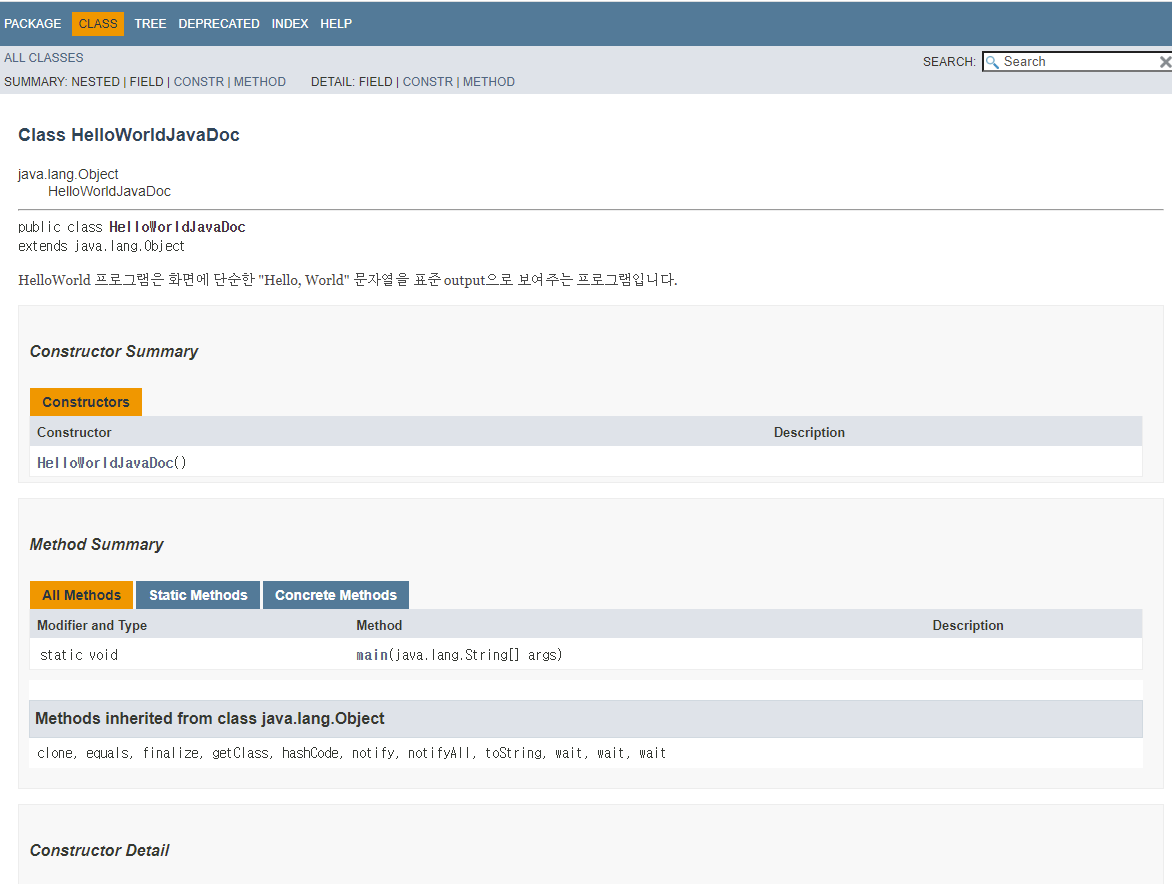 PACKAGE CLASS TREE DEPRECATED INDEX HELP
ALL CLASSES
SEARCH: Search
SUMMARY: NESTED | FIELD | CONSTR | METHOD DETAIL: FIELD | CONSTR | METHOD
Class HelloWorldJavaDoc
java.lang.Object
HelloWorldJavaDoc
public class HelloWorldJavaDoc
extends java.lang.Object
HelloWorld 프로그램은 화면에 단순한 "Hello, World" 문자열을 표준 output으로 보여주는 프로그램입니다.
Constructor Summary
Constructors
Constructor Description
HelloWorldJavaDoc()
Method Summary
All Methods Static Methods Concrete Methods
Modifier and Type Method Description
static void main(java.lang.String[] args)
Methods inherited from class java.lang.Object
clone, equals, finalize, getClass, hashCode, notify, notifyAll, toString, wait, wait, wait
Constructor Detail